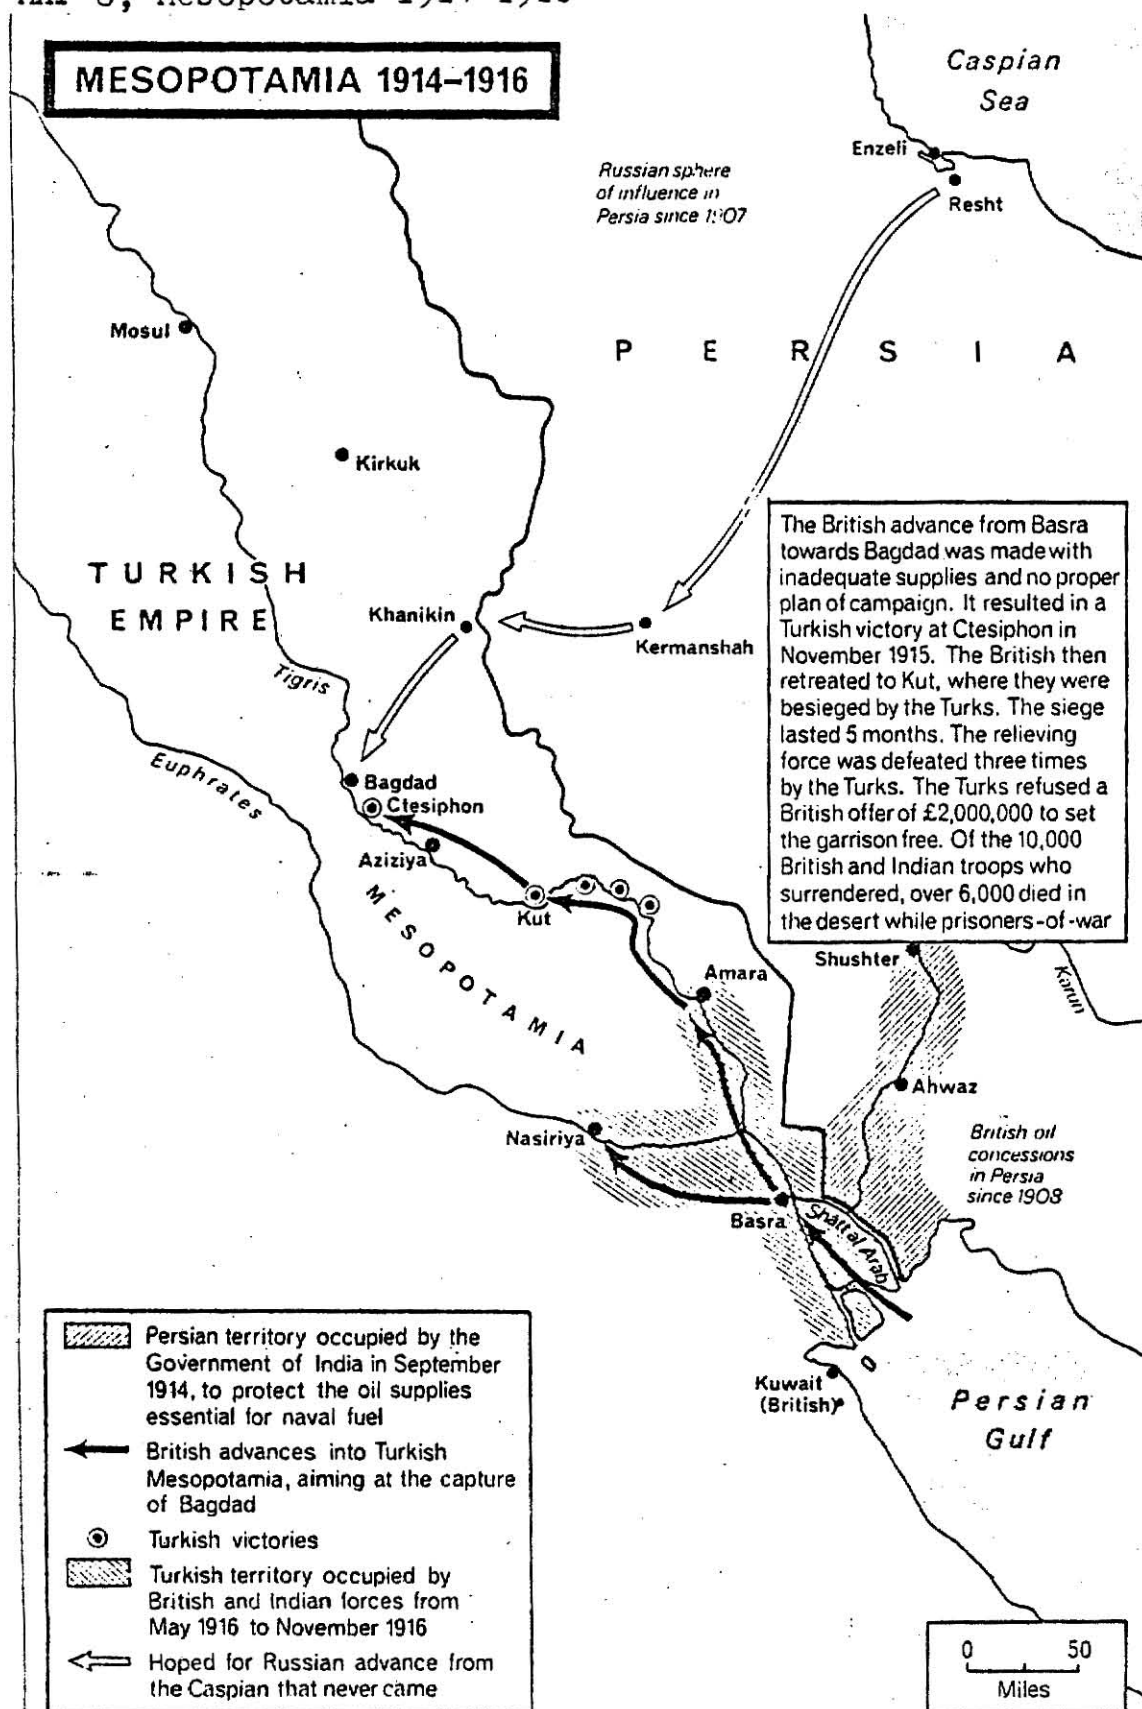 MESOPOTAMIA 1914–1916
Caspian
Sea
Enzeli
Resht
Russian sphere
of influence in
Persia since 1907
Mosul
PERSIA
Kirkuk
TURKISH
EMPIRE
Khanikin
Kermanshah
The British advance from Basra
towards Bagdad was made with
inadequate supplies and no proper
plan of campaign. It resulted in a
Turkish victory at Ctesiphon in
November 1915. The British then
retreated to Kut, where they were
besieged by the Turks. The siege
lasted 5 months. The relieving
force was defeated three times
by the Turks. The Turks refused a
British offer of £2,000,000 to set
the garrison free. Of the 10,000
British and Indian troops who
surrendered, over 6,000 died in
the desert while prisoners-of-war
Tigris
Euphrates
Bagdad
Ctesiphon
Aziziya
Kut
MESOPOTAMIA
Amara
Shushter
Karun
Ahwaz
Nasiriya
British oil
concessions
in Persia
since 1908
Basra
Shatt al Arab
Kuwait
(British)
Persian
Gulf
Persian territory occupied by the
Government of India in September
1914, to protect the oil supplies
essential for naval fuel
British advances into Turkish
Mesopotamia, aiming at the capture
of Bagdad
Turkish victories
Turkish territory occupied by
British and Indian forces from
May 1916 to November 1916
Hoped for Russian advance from
the Caspian that never came
0 50
Miles